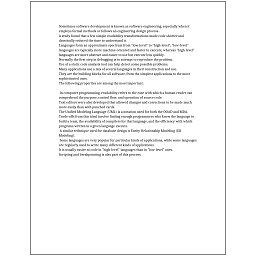 Sometimes software development is known as software engineering, especially when it
employs formal methods or follows an engineering design process.
A study found that a few simple readability transformations made code shorter and
drastically reduced the time to understand it.
Languages form an approximate spectrum from "low-level" to "high-level"; "low-level"
languages are typically more machine-oriented and faster to execute, whereas "high-level"
languages are more abstract and easier to use but execute less quickly.
Normally the first step in debugging is to attempt to reproduce the problem.
Use of a static code analysis tool can help detect some possible problems.
Many applications use a mix of several languages in their construction and use.
They are the building blocks for all software, from the simplest applications to the most
sophisticated ones.
The following properties are among the most important:

In computer programming, readability refers to the ease with which a human reader can
comprehend the purpose, control flow, and operation of source code.
Text editors were also developed that allowed changes and corrections to be made much
more easily than with punched cards.
The Unified Modeling Language (UML) is a notation used for both the OOAD and MDA.
Trade-offs from this ideal involve finding enough programmers who know the language to
build a team, the availability of compilers for that language, and the efficiency with which
programs written in a given language execute.
A similar technique used for database design is Entity-Relationship Modeling (ER
Modeling).
Some languages are very popular for particular kinds of applications, while some languages
are regularly used to write many different kinds of applications.
It is usually easier to code in "high-level" languages than in "low-level" ones.
Scripting and breakpointing is also part of this process.